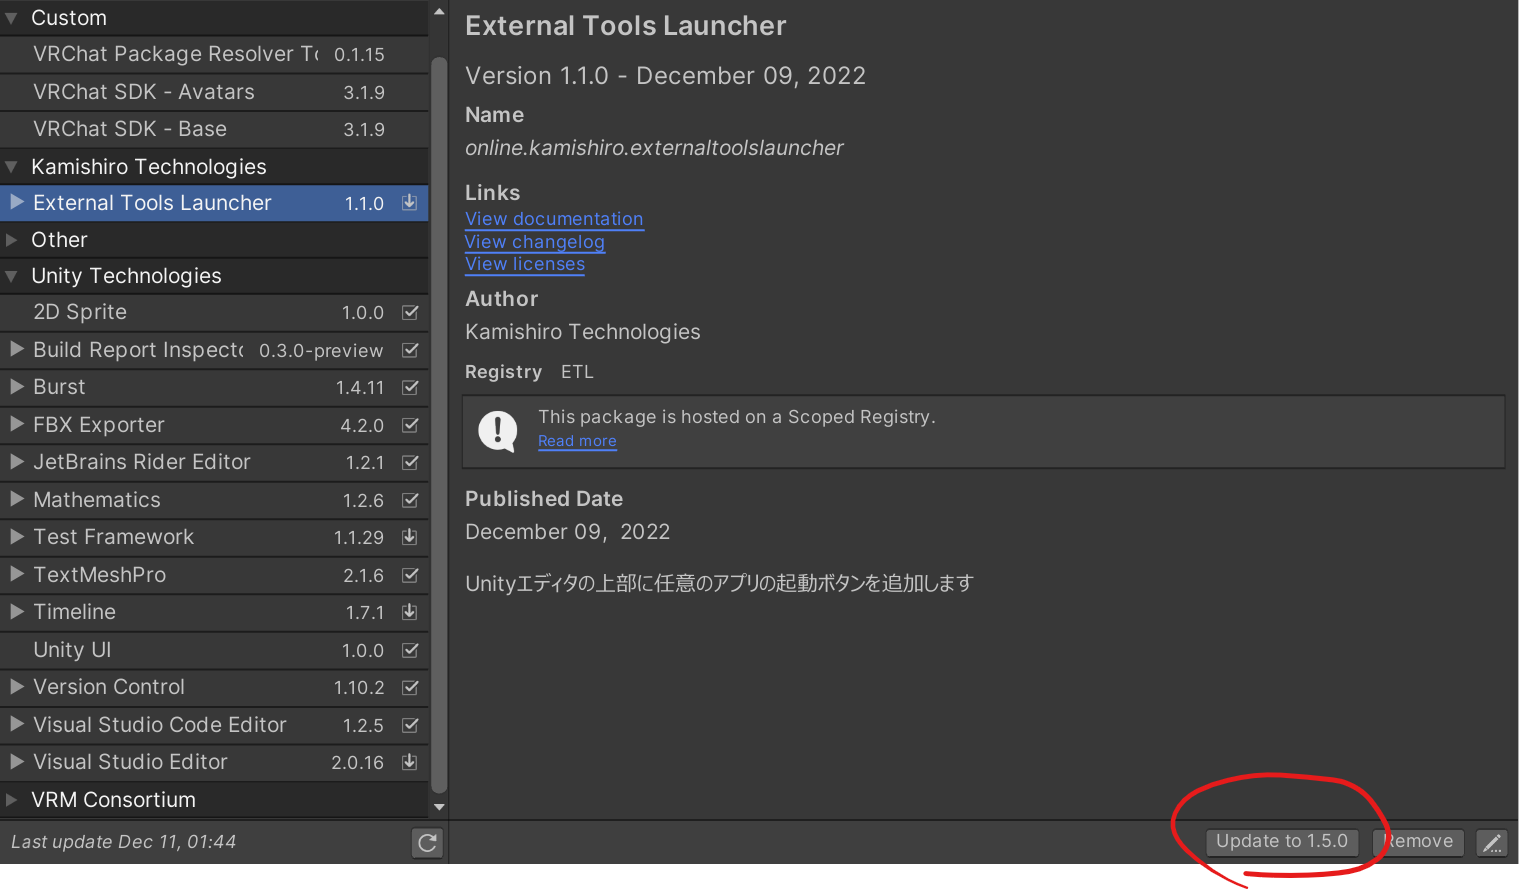 Custom
VRChat Package Resolver To 0.1.15
VRChat SDK - Avatars 3.1.9
VRChat SDK - Base 3.1.9
Kamishiro Technologies
External Tools Launcher 1.1.0
Other
Unity Technologies
2D Sprite 1.0.0
Build Report Inspecto 0.3.0-preview
Burst 1.4.11
FBX Exporter 4.2.0
JetBrains Rider Editor 1.2.1
Mathematics 1.2.6
Test Framework 1.1.29
TextMeshPro 2.1.6
Timeline 1.7.1
Unity UI 1.0.0
Version Control 1.10.2
Visual Studio Code Editor 1.2.5
Visual Studio Editor 2.0.16
VRM Consortium
Last update Dec 11, 01:44
External Tools Launcher
Version 1.1.0 - December 09, 2022
Name
online.kamishiro.externaltoolslauncher
Links
View documentation
View changelog
View licenses
Author
Kamishiro Technologies
Registry ETL
This package is hosted on a Scoped Registry.
Read more
Published Date
December 09, 2022
Unityエディタの上部に任意のアプリの起動ボタンを追加します
Update to 1.5.0 Remove